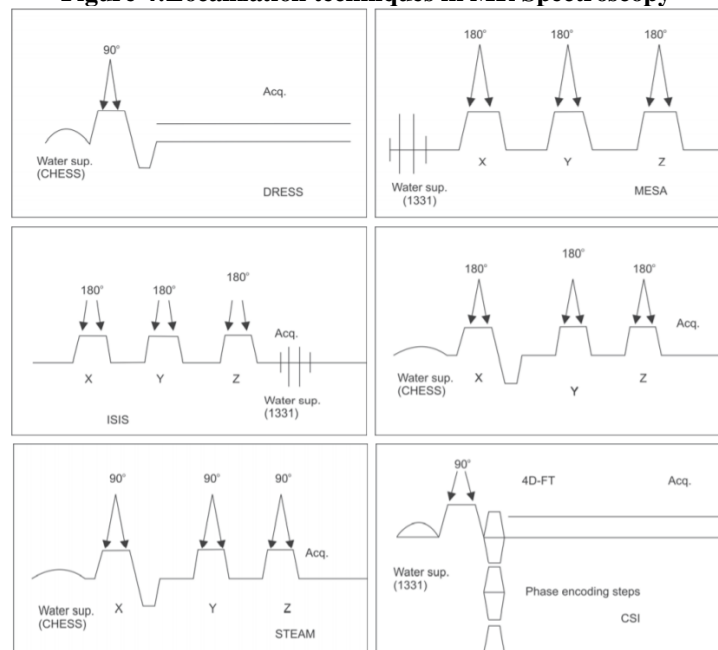 Figure 4:Localization techniques in MR Spectroscopy
90°
Acq.
Water sup.
(CHESS)
DRESS
180° 180° 180°
X Y Z
Water sup.
(1331)
MESA
180° 180° 180°
Acq.
X Y Z
Water sup.
(1331)
ISIS
180° 180° 180°
Acq.
Water sup.
(CHESS)
X Y Z
90° 90° 90°
Acq.
Water sup.
(CHESS)
X Y Z
STEAM
90° 4D-FT Acq.
Water sup.
(1331)
Phase encoding steps
CSI